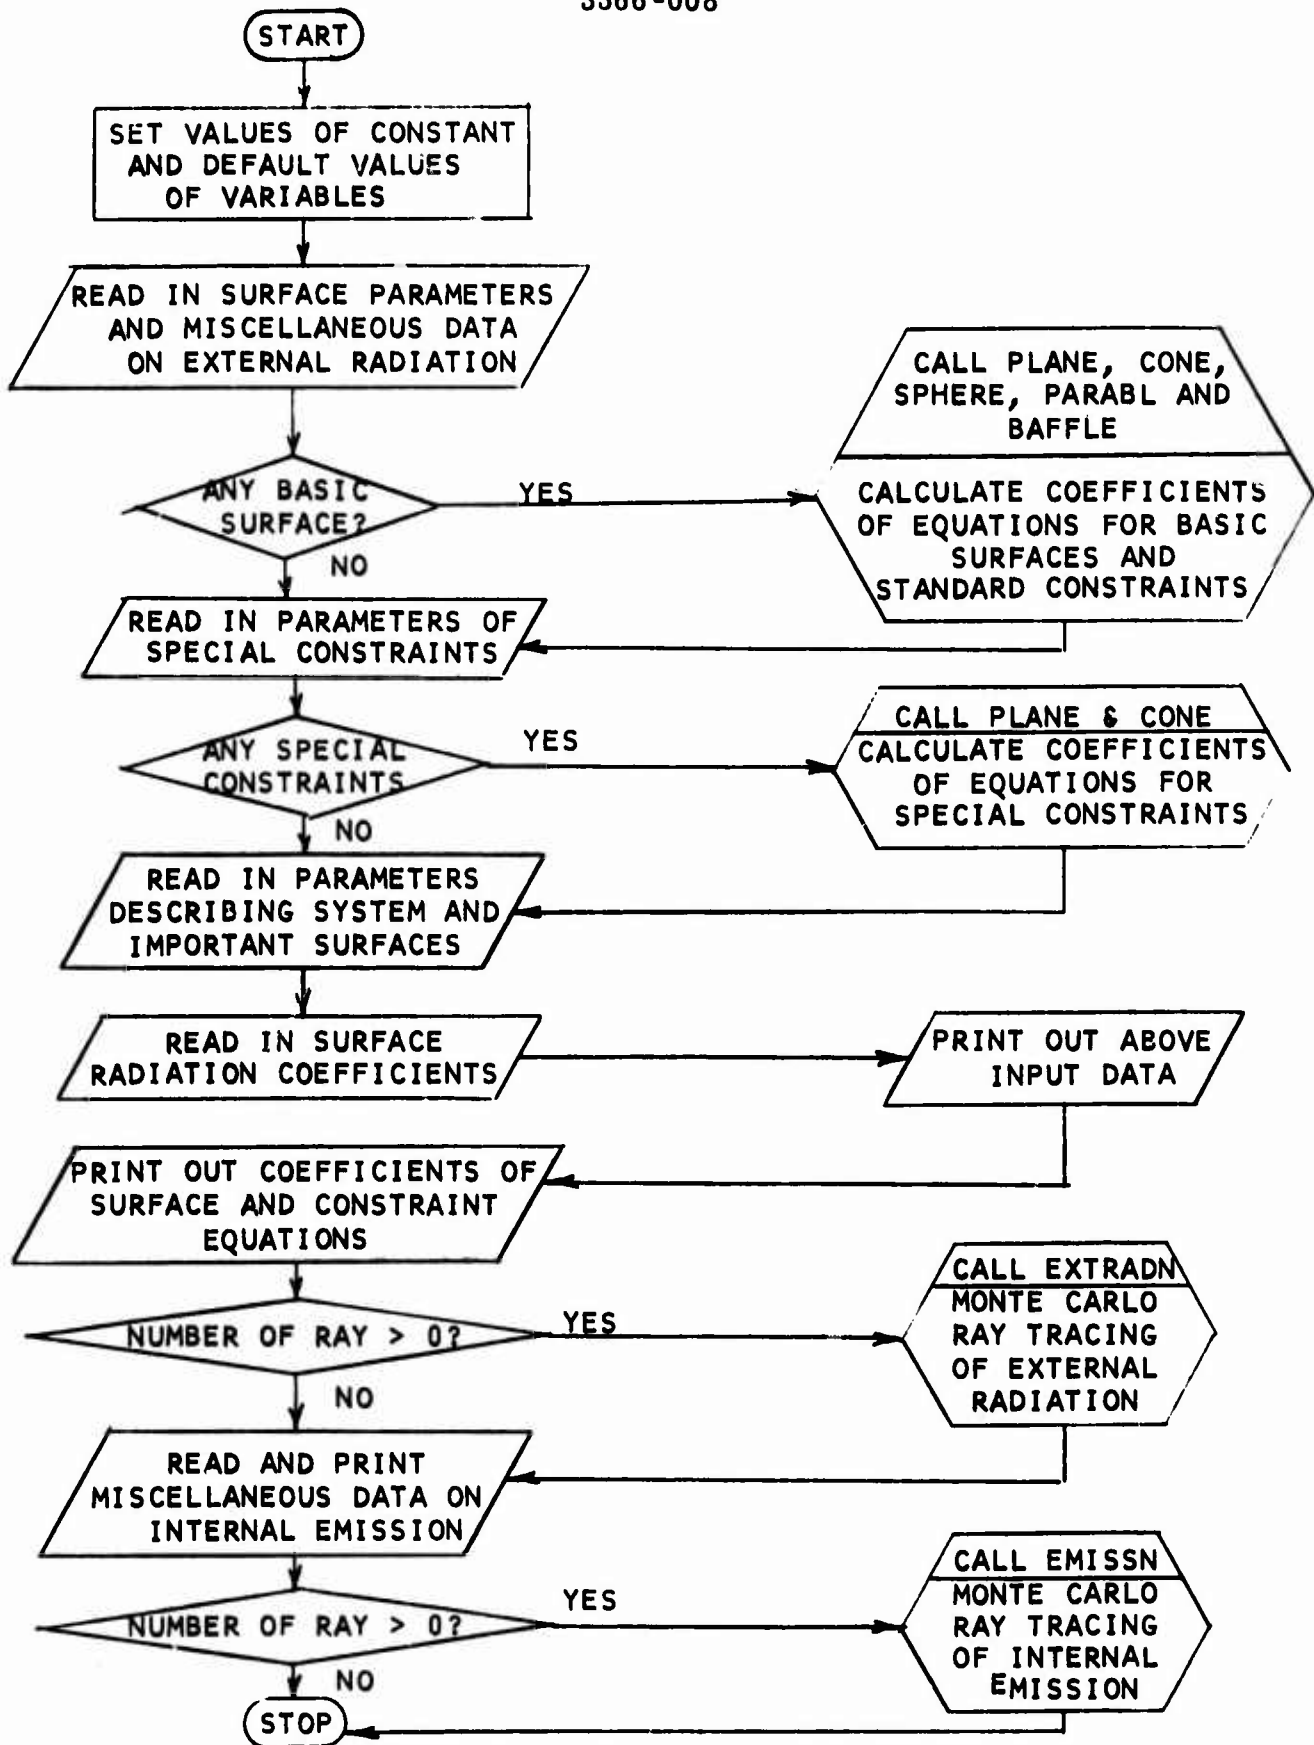 3366-008
START
SET VALUES OF CONSTANT
AND DEFAULT VALUES
OF VARIABLES
READ IN SURFACE PARAMETERS
AND MISCELLANEOUS DATA
ON EXTERNAL RADIATION
ANY BASIC
SURFACE?
YES
NO
CALL PLANE, CONE,
SPHERE, PARABL AND
BAFFLE
CALCULATE COEFFICIENTS
OF EQUATIONS FOR BASIC
SURFACES AND
STANDARD CONSTRAINTS
READ IN PARAMETERS OF
SPECIAL CONSTRAINTS
ANY SPECIAL
CONSTRAINTS
YES
NO
CALL PLANE & CONE
CALCULATE COEFFICIENTS
OF EQUATIONS FOR
SPECIAL CONSTRAINTS
READ IN PARAMETERS
DESCRIBING SYSTEM AND
IMPORTANT SURFACES
READ IN SURFACE
RADIATION COEFFICIENTS
PRINT OUT ABOVE
INPUT DATA
PRINT OUT COEFFICIENTS OF
SURFACE AND CONSTRAINT
EQUATIONS
NUMBER OF RAY > 0?
YES
NO
CALL EXTRADN
MONTE CARLO
RAY TRACING
OF EXTERNAL
RADIATION
READ AND PRINT
MISCELLANEOUS DATA ON
INTERNAL EMISSION
NUMBER OF RAY > 0?
YES
NO
CALL EMISSN
MONTE CARLO
RAY TRACING
OF INTERNAL
EMISSION
STOP